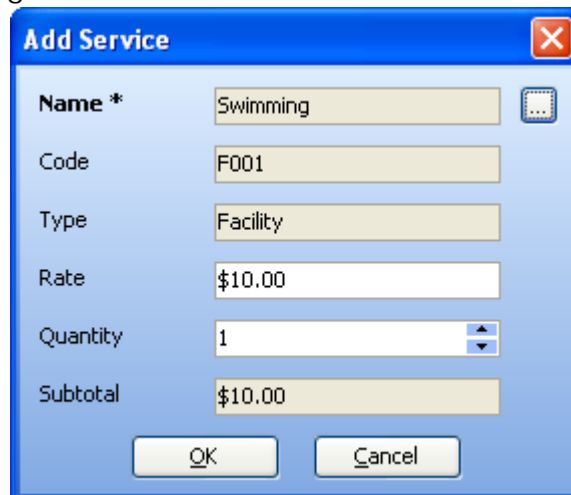 Add Service
Name * Swimming ...
Code F001
Type Facility
Rate $10.00
Quantity 1
Subtotal $10.00
OK Cancel